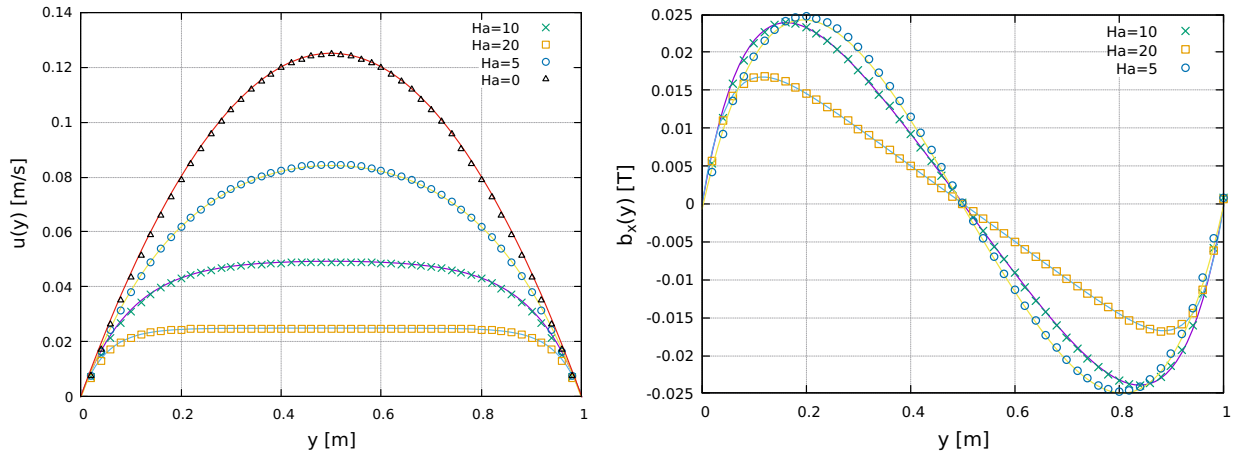 Ha=10
Ha=20
Ha=5
Ha=0
0.14
0.12
0.1
0.08
0.06
0.04
0.02
0
u(y) [m/s]
0 0.2 0.4 0.6 0.8 1
y [m]
Ha=10
Ha=20
Ha=5
0.025
0.02
0.015
0.01
0.005
0
-0.005
-0.01
-0.015
-0.02
-0.025
bx(y) [T]
0 0.2 0.4 0.6 0.8 1
y [m]